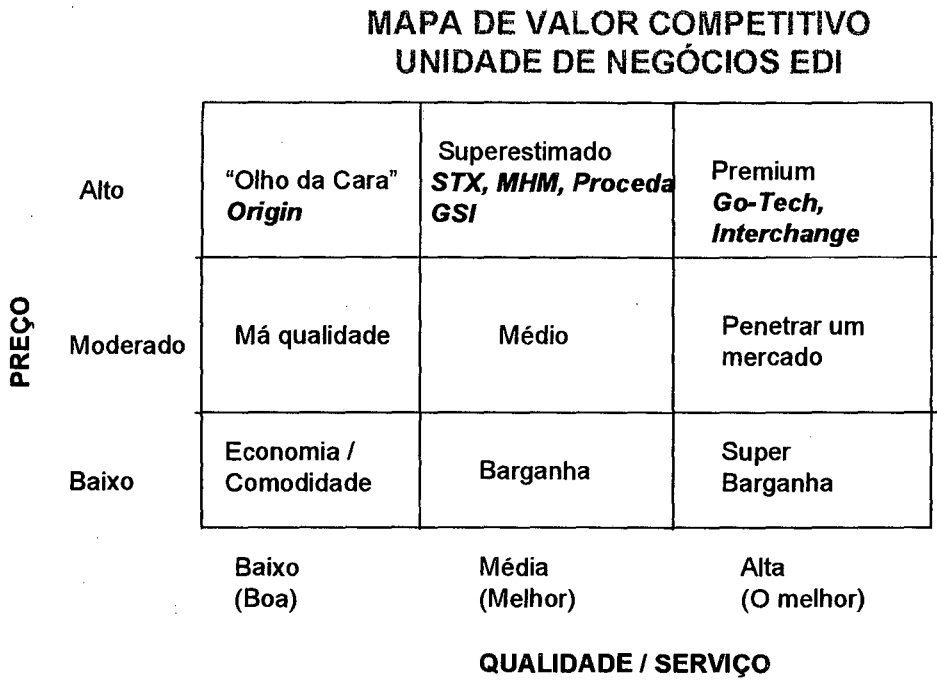 MAPA DE VALOR COMPETITIVO
UNIDADE DE NEGÓCIOS EDI
PREÇO
Alto
“Olho da Cara”
Origin
Superestimado
STX, MHM, Proceda
GSI
Premium
Go-Tech,
Interchange
Moderado
Má qualidade
Médio
Penetrar um
mercado
Baixo
Economia /
Comodidade
Barganha
Super
Barganha
Baixo
(Boa)
Média
(Melhor)
Alta
(O melhor)
QUALIDADE / SERVIÇO